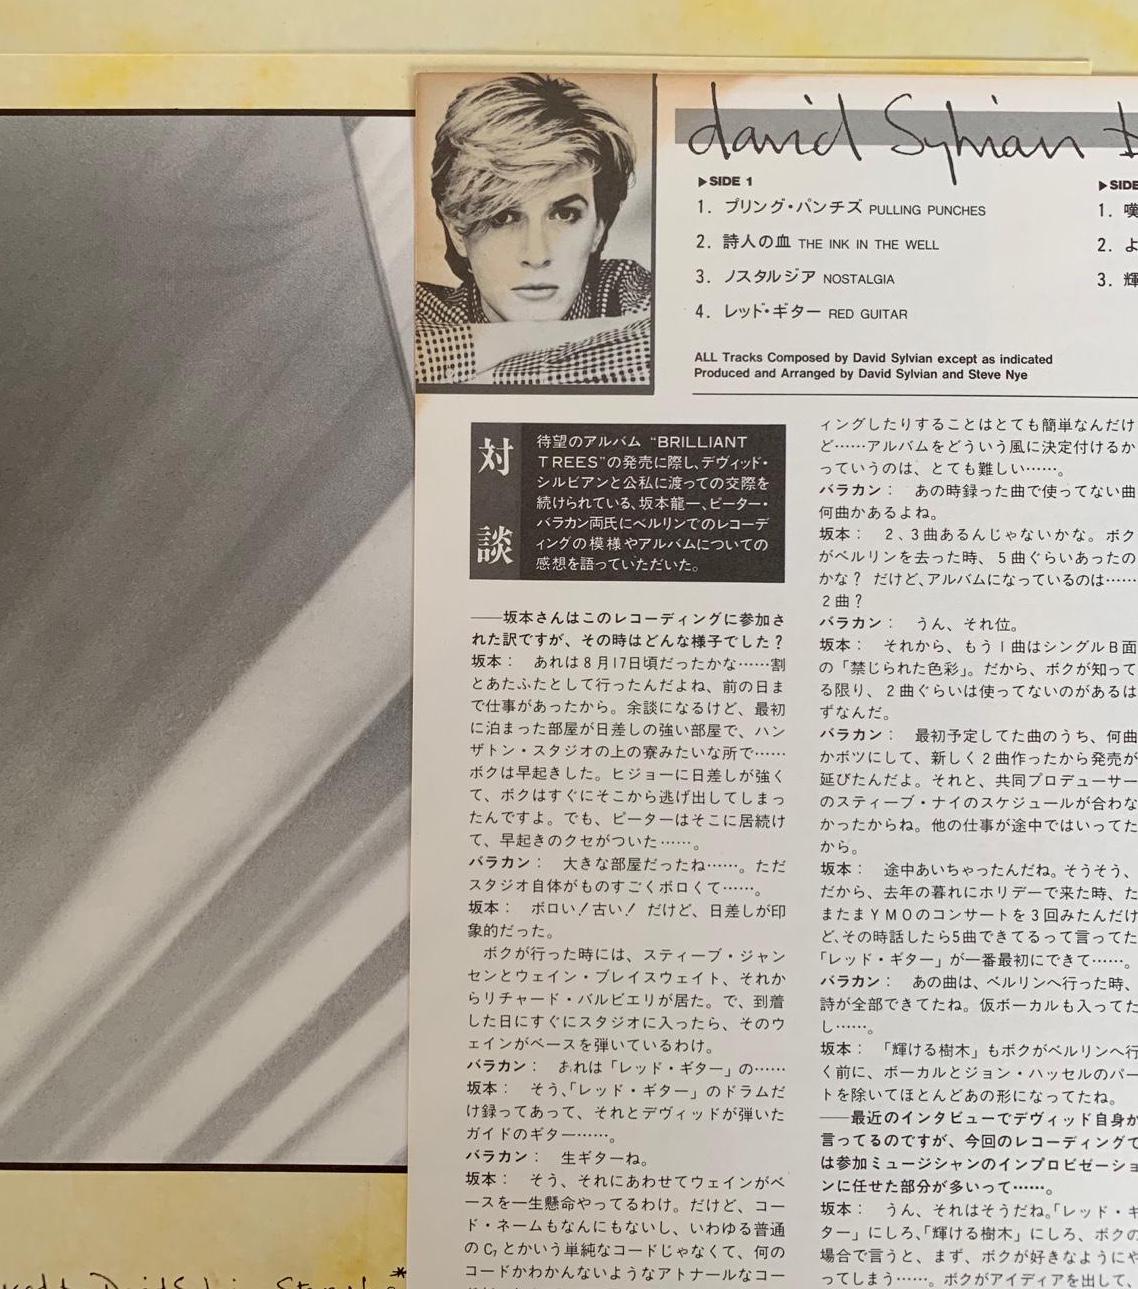 david Sylvian
▶SIDE 1
1. プリング・パンチズ PULLING PUNCHES
2. 詩人の血 THE INK IN THE WELL
3. ノスタルジア NOSTALGIA
4. レッド・ギター RED GUITAR
▶SIDE
1. 嘆
2. よ
3. 輝
ALL Tracks Composed by David Sylvian except as indicated
Produced and Arranged by David Sylvian and Steve Nye
対談
待望のアルバム “BRILLIANT
TREES”の発売に際し、デヴィッド・
シルビアンと公私に渡っての交際を
続けられている、坂本龍一、ピーター・
バラカン両氏にベルリンでのレコーデ
ィングの模様やアルバムについての
感想を語っていただいた。
──坂本さんはこのレコーディングに参加さ
れた訳ですが、その時はどんな様子でした？
坂本： あれは8月17日頃だったかな……割
とあたふたとして行ったんだよね、前の日ま
で仕事があったから。余談になるけど、最初
に泊まった部屋が日差しの強い部屋で、ハン
ザトン・スタジオの上の寮みたいな所で……
ボクは早起きした。ヒジョーに日差しが強く
て、ボクはすぐにそこから逃げ出してしまっ
たんですよ。でも、ピーターはそこに居続け
て、早起きのクセがついた……。
バラカン： 大きな部屋だったね……。ただ
スタジオ自体がものすごくボロくて……。
坂本： ボロい！古い！ だけど、日差しが印
象的だった。
ボクが行った時には、スティーブ・ジャン
センとウェイン・ブレイスウェイト、それか
らリチャード・バルビエリが居た。で、到着
した日にすぐにスタジオに入ったら、そのウ
ェインがベースを弾いているわけ。
バラカン： あれは「レッド・ギター」の……
坂本： そう、「レッド・ギター」のドラムだ
け録ってあって、それとデヴィッドが弾いた
ガイドのギター……。
バラカン： 生ギターね。
坂本： そう、それにあわせてウェインがベ
ースを一生懸命やってるわけ。だけど、コー
ド・ネームもなんにもないし、いわゆる普通
のC₇とかいう単純なコードじゃなくて、何の
コードかわかんないようなアトナールなコー
ィングしたりすることはとても簡単なんだけ
ど……アルバムをどういう風に決定付けるか
っていうのは、とても難しい……。
バラカン： あの時録った曲で使ってない曲
何曲かあるよね。
坂本： 2、3曲あるんじゃないかな。ボク
がベルリンを去った時、5曲ぐらいあったの
かな？ だけど、アルバムになっているのは……
2曲？
バラカン： うん、それ位。
坂本： それから、もう1曲はシングルB面
の「禁じられた色彩」。だから、ボクが知って
る限り、2曲ぐらいは使ってないのがあるは
ずなんだ。
バラカン： 最初予定してた曲のうち、何曲
かボツにして、新しく2曲作ったから発売が
延びたんだよ。それと、共同プロデューサー
のスティーブ・ナイのスケジュールが合わな
かったからね。他の仕事が途中ではいってた
から。
坂本： 途中あいちゃったんだね。そうそう、
だから、去年の暮れにホリデーで来た時、た
またまYMOのコンサートを3回みたんだけ
ど、その時話したら5曲できてるって言ってた
「レッド・ギター」が一番最初にできて……。
バラカン： あの曲は、ベルリンへ行った時、
詩が全部できてたね。仮ボーカルも入ってた
し……。
坂本： 「輝ける樹木」もボクがベルリンへ行
く前に、ボーカルとジョン・ハッセルのパー
トを除いてほとんどあの形になってたね。
──最近のインタビューでデヴィッド自身が
言ってるのですが、今回のレコーディングで
は参加ミュージシャンのインプロビゼーショ
ンに任せた部分が多いって……。
坂本： うん、それはそうだね。「レッド・ギ
ター」にしろ、「輝ける樹木」にしろ、ボクの
場合で言うと、まず、ボクが好きなようにや
ってしまう……。ボクがアイディアを出して、